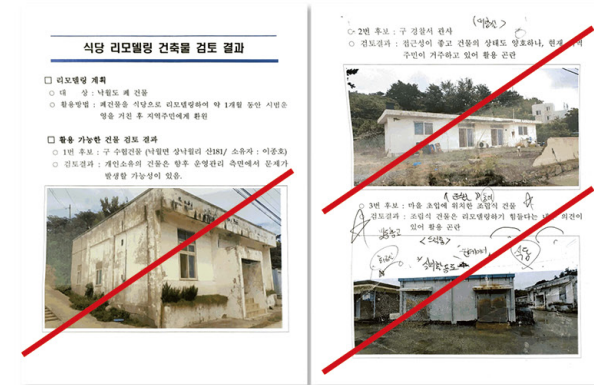 식당 리모델링 건축물 검토 결과
□ 리모델링 계획
○ 대 상 : 낙월도 폐 건물
○ 활용방법 : 폐건물을 식당으로 리모델링하여 약 1개월 동안 시범운
영을 거친 후 지역주민에게 환원
□ 활용 가능한 건물 검토 결과
○ 1번 후보 : 구 수협건물 (낙월면 상낙월리 산181/ 소유자 : 이종호)
○ 검토결과 : 개인소유의 건물은 향후 운영관리 측면에서 문제가
발생할 가능성이 있음.
○ 2번 후보 : 구 경찰서 관사
○ 검토결과 : 접근성이 좋고 건물의 상태도 양호하나, 현재
주민이 거주하고 있어 활용 곤란
○ 3번 후보 : 마을 초입에 위치한 조립식 건물
검토결과 : 조립식 건물은 리모델링하기 힘들다는 의견이
있어 활용 곤란
식당